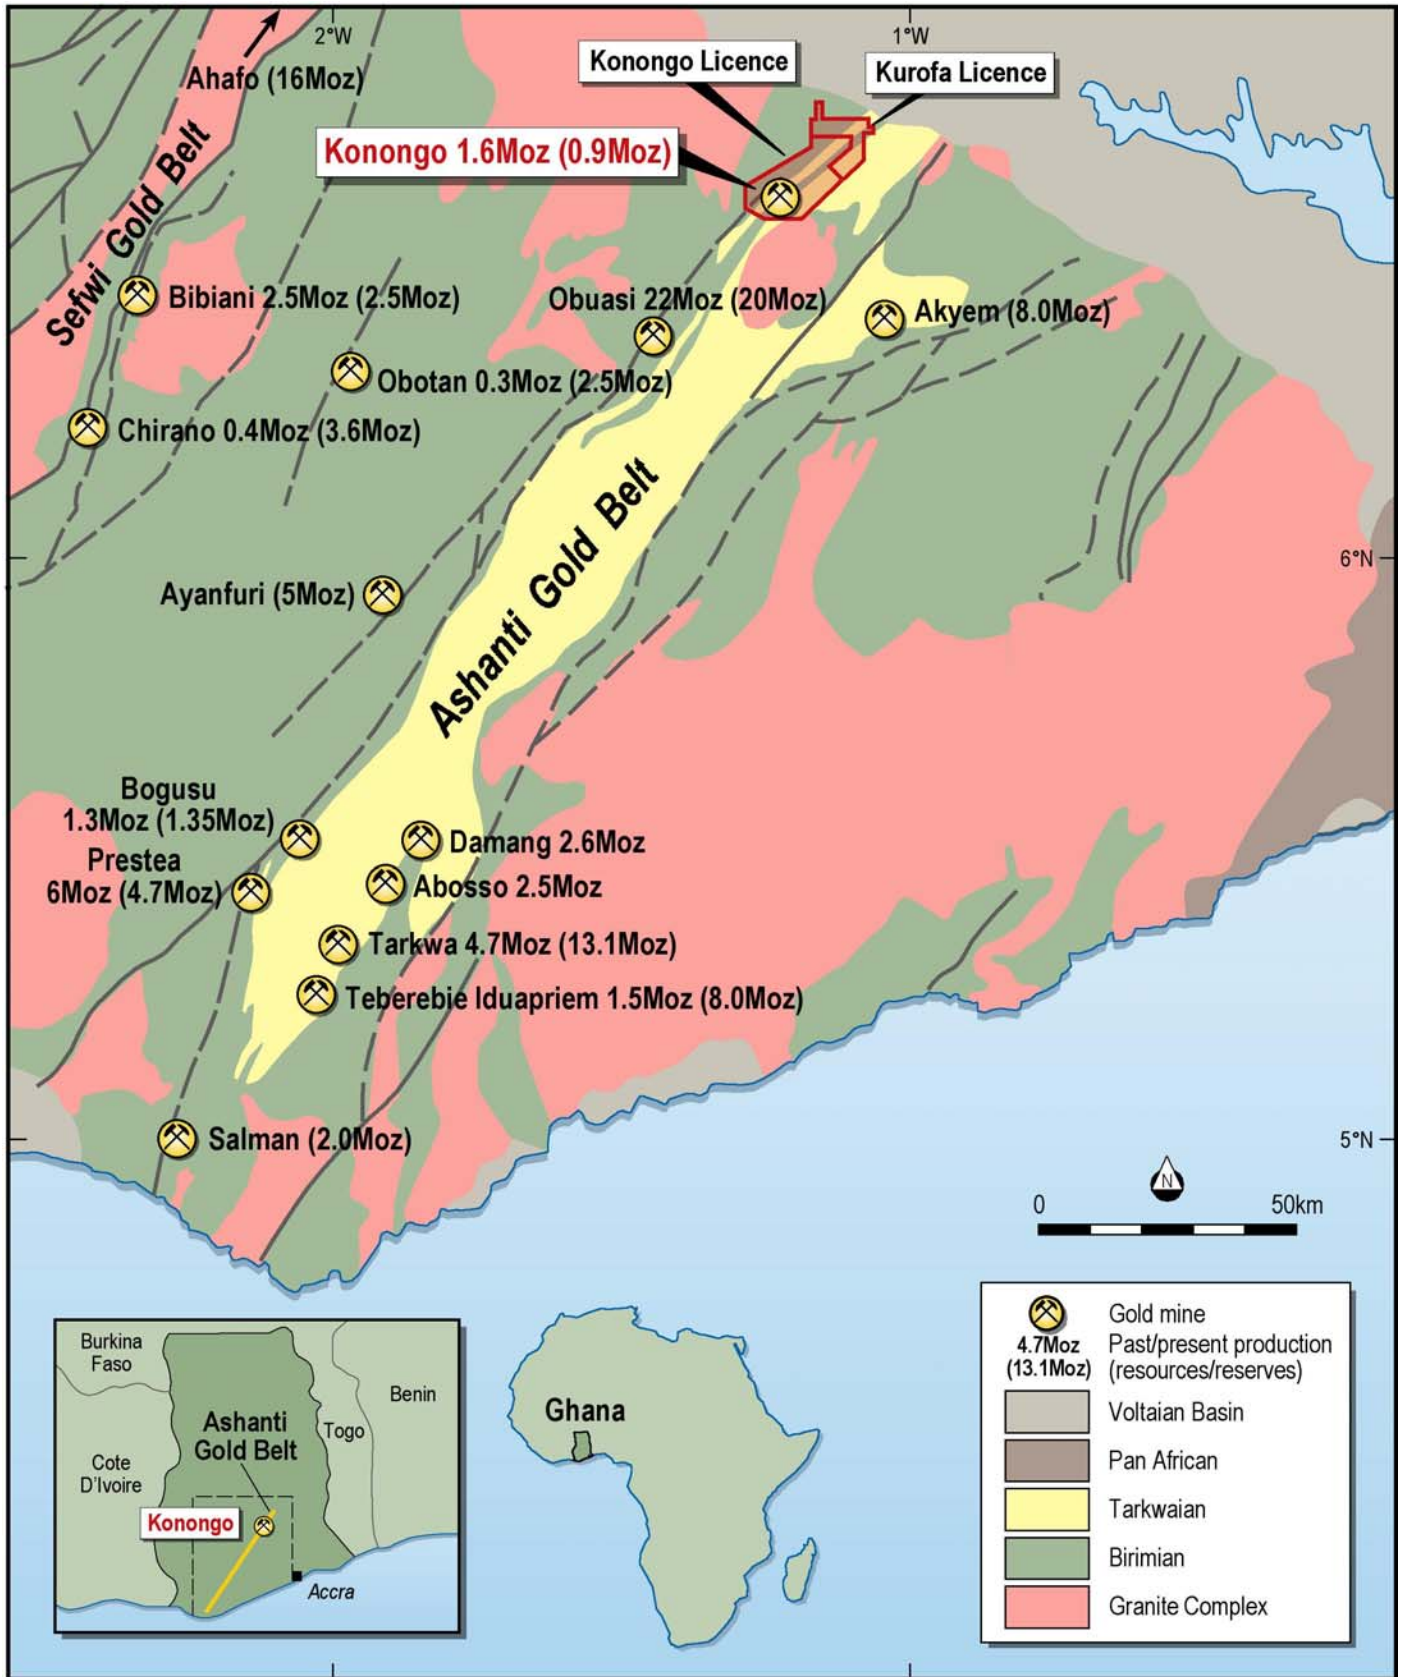 2°W
1°W
Ahafo (16Moz)
Konongo Licence
Kurofa Licence
Konongo 1.6Moz (0.9Moz)
Sefwi Gold Belt
Bibiani 2.5Moz (2.5Moz)
Obuasi 22Moz (20Moz)
Akyem (8.0Moz)
Obotan 0.3Moz (2.5Moz)
Chirano 0.4Moz (3.6Moz)
Ashanti Gold Belt
6°N
Ayanfuri (5Moz)
Bogusu
1.3Moz (1.35Moz)
Prestea
6Moz (4.7Moz)
Damang 2.6Moz
Abosso 2.5Moz
Tarkwa 4.7Moz (13.1Moz)
Teberebie Iduapriem 1.5Moz (8.0Moz)
Salman (2.0Moz)
5°N
N
0
50km
Gold mine
4.7Moz Past/present production
(13.1Moz) (resources/reserves)
Voltaian Basin
Pan African
Tarkwaian
Birimian
Granite Complex
Burkina
Faso
Benin
Ashanti
Gold Belt
Togo
Cote
D'Ivoire
Konongo
Accra
Ghana